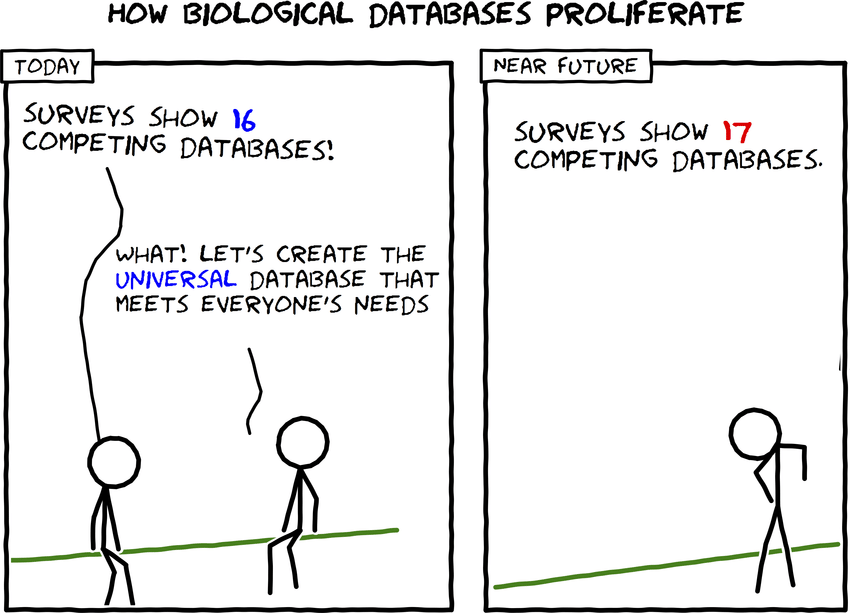 HOW BIOLOGICAL DATABASES PROLIFERATE
TODAY
SURVEYS SHOW 16
COMPETING DATABASES!
WHAT! LET'S CREATE THE
UNIVERSAL DATABASE THAT
MEETS EVERYONE'S NEEDS
NEAR FUTURE
SURVEYS SHOW 17
COMPETING DATABASES.